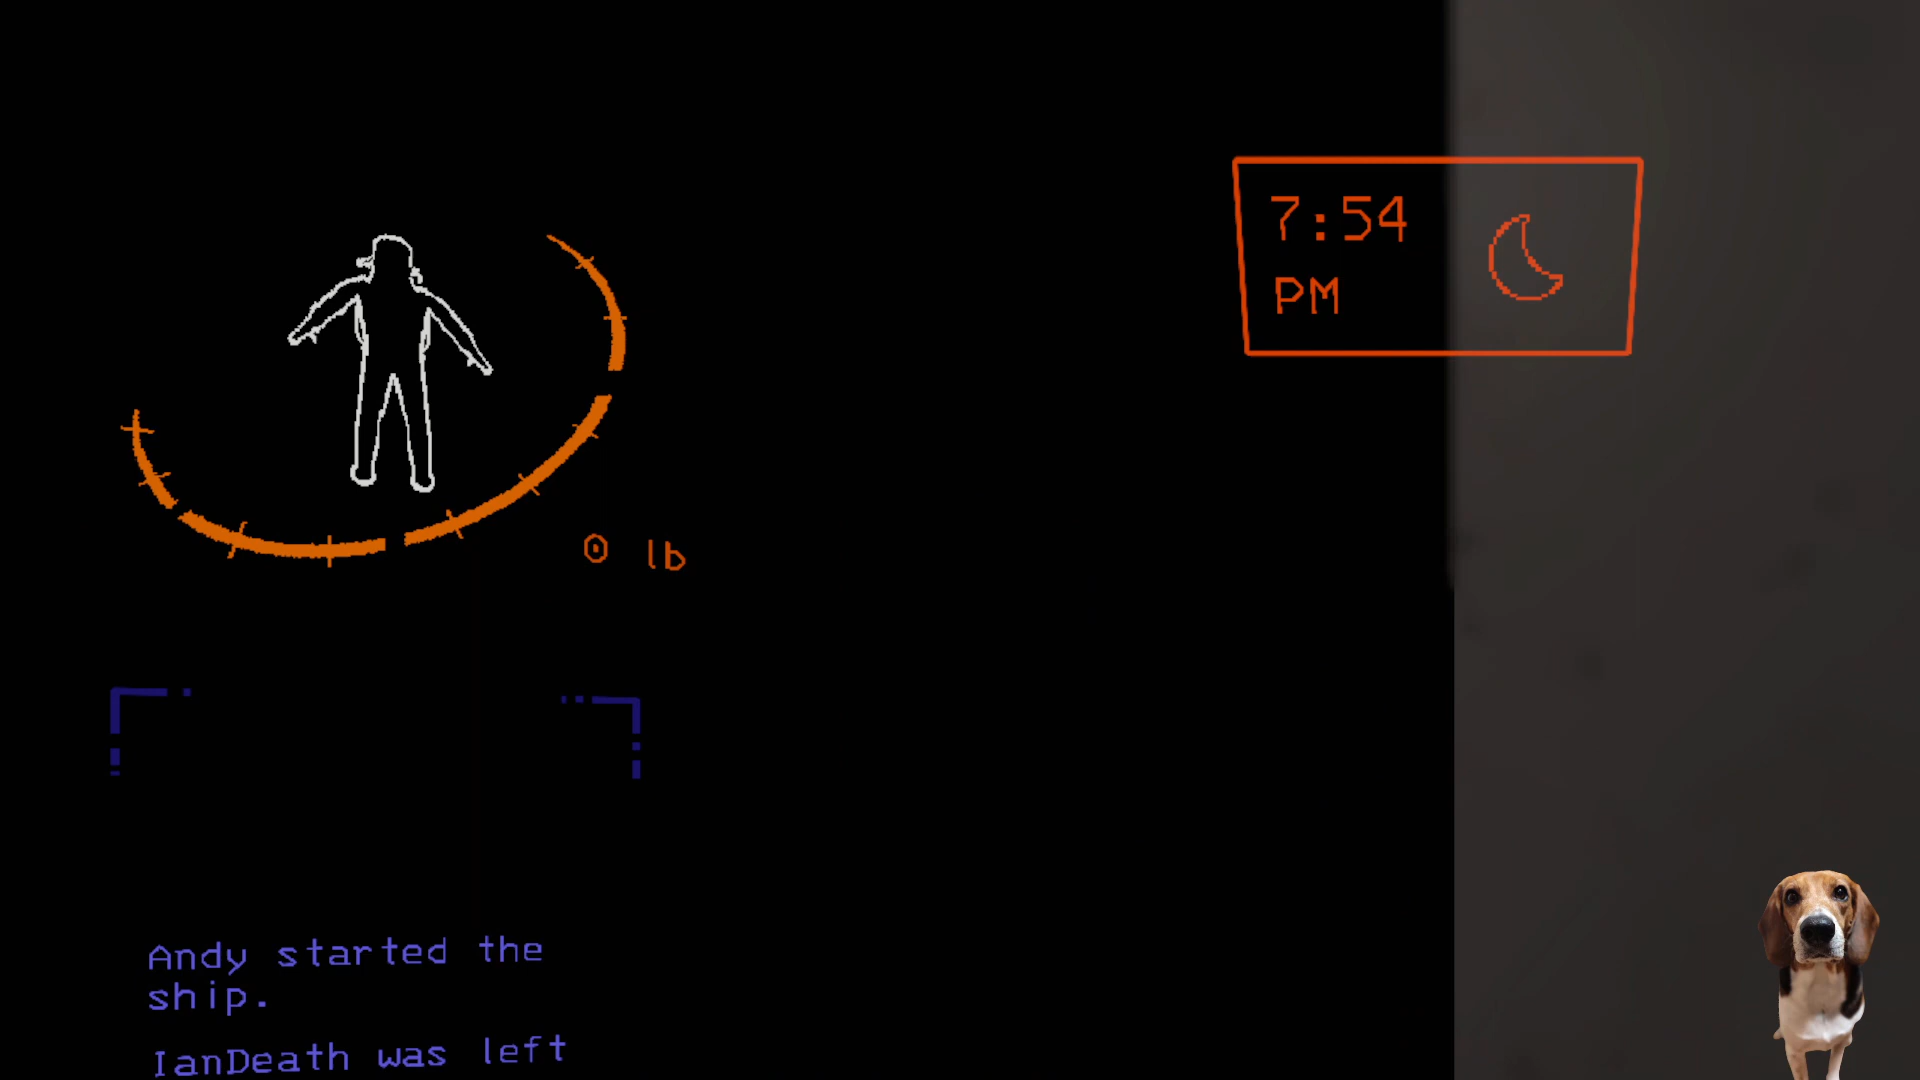 7:54
PM
0 lb
Andy started the
ship.
IanDeath was left